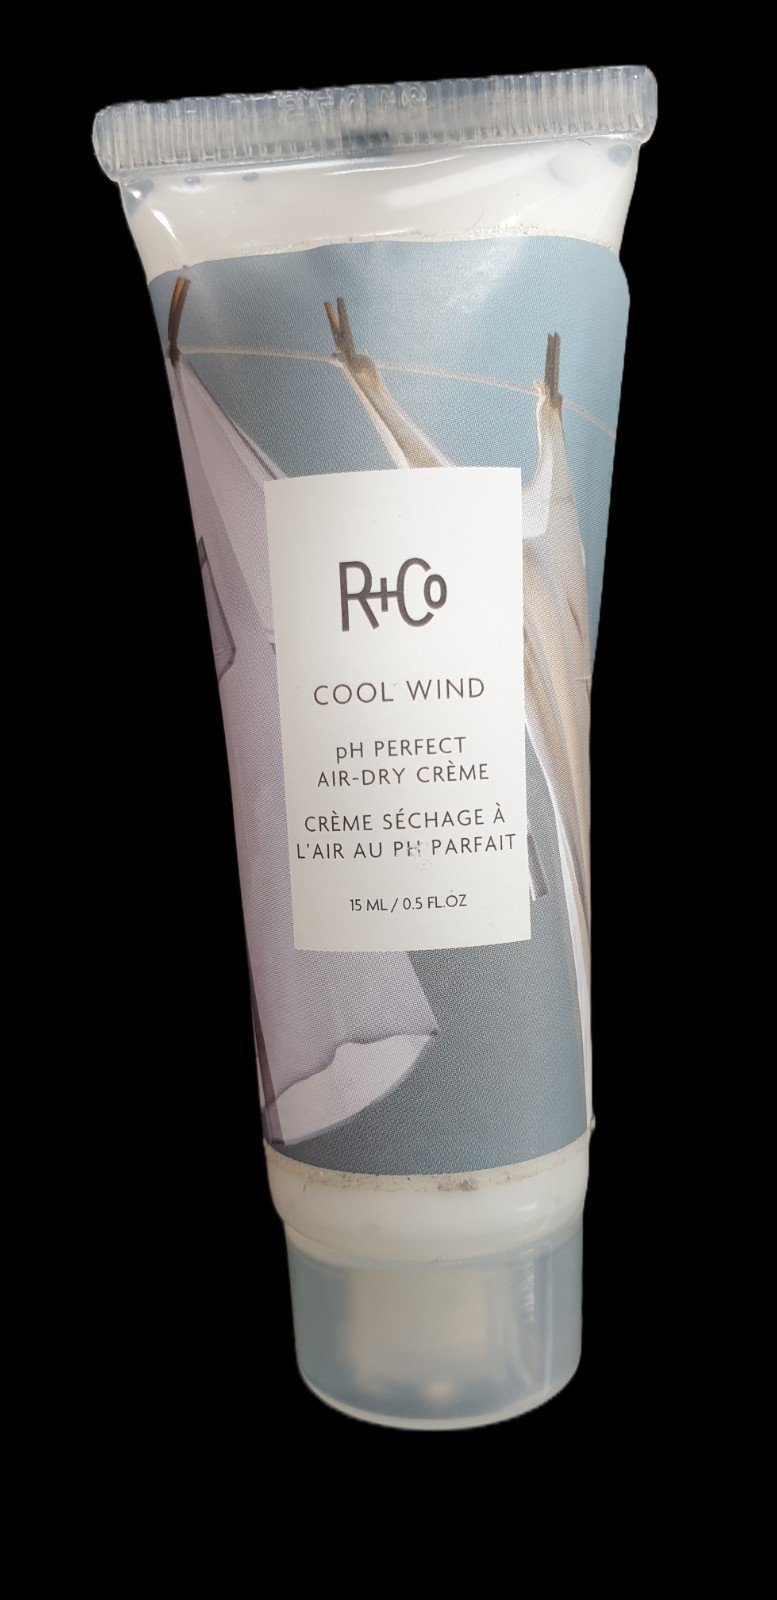 R+Co
COOL WIND
pH PERFECT
AIR-DRY CRÈME
CRÈME SÉCHAGE À
L'AIR AU PH PARFAIT
15 ML / 0.5 FL.OZ